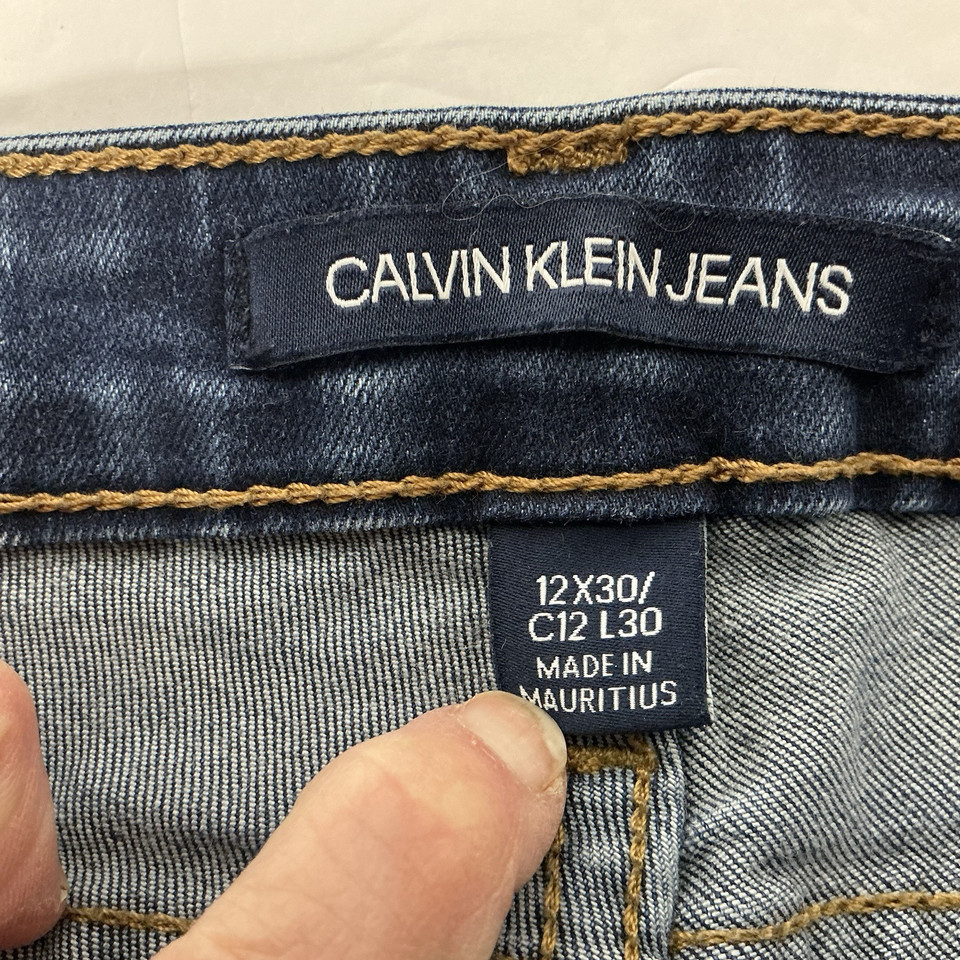 CALVIN KLEIN JEANS
12X30/
C12 L30
MADE IN
MAURITIUS